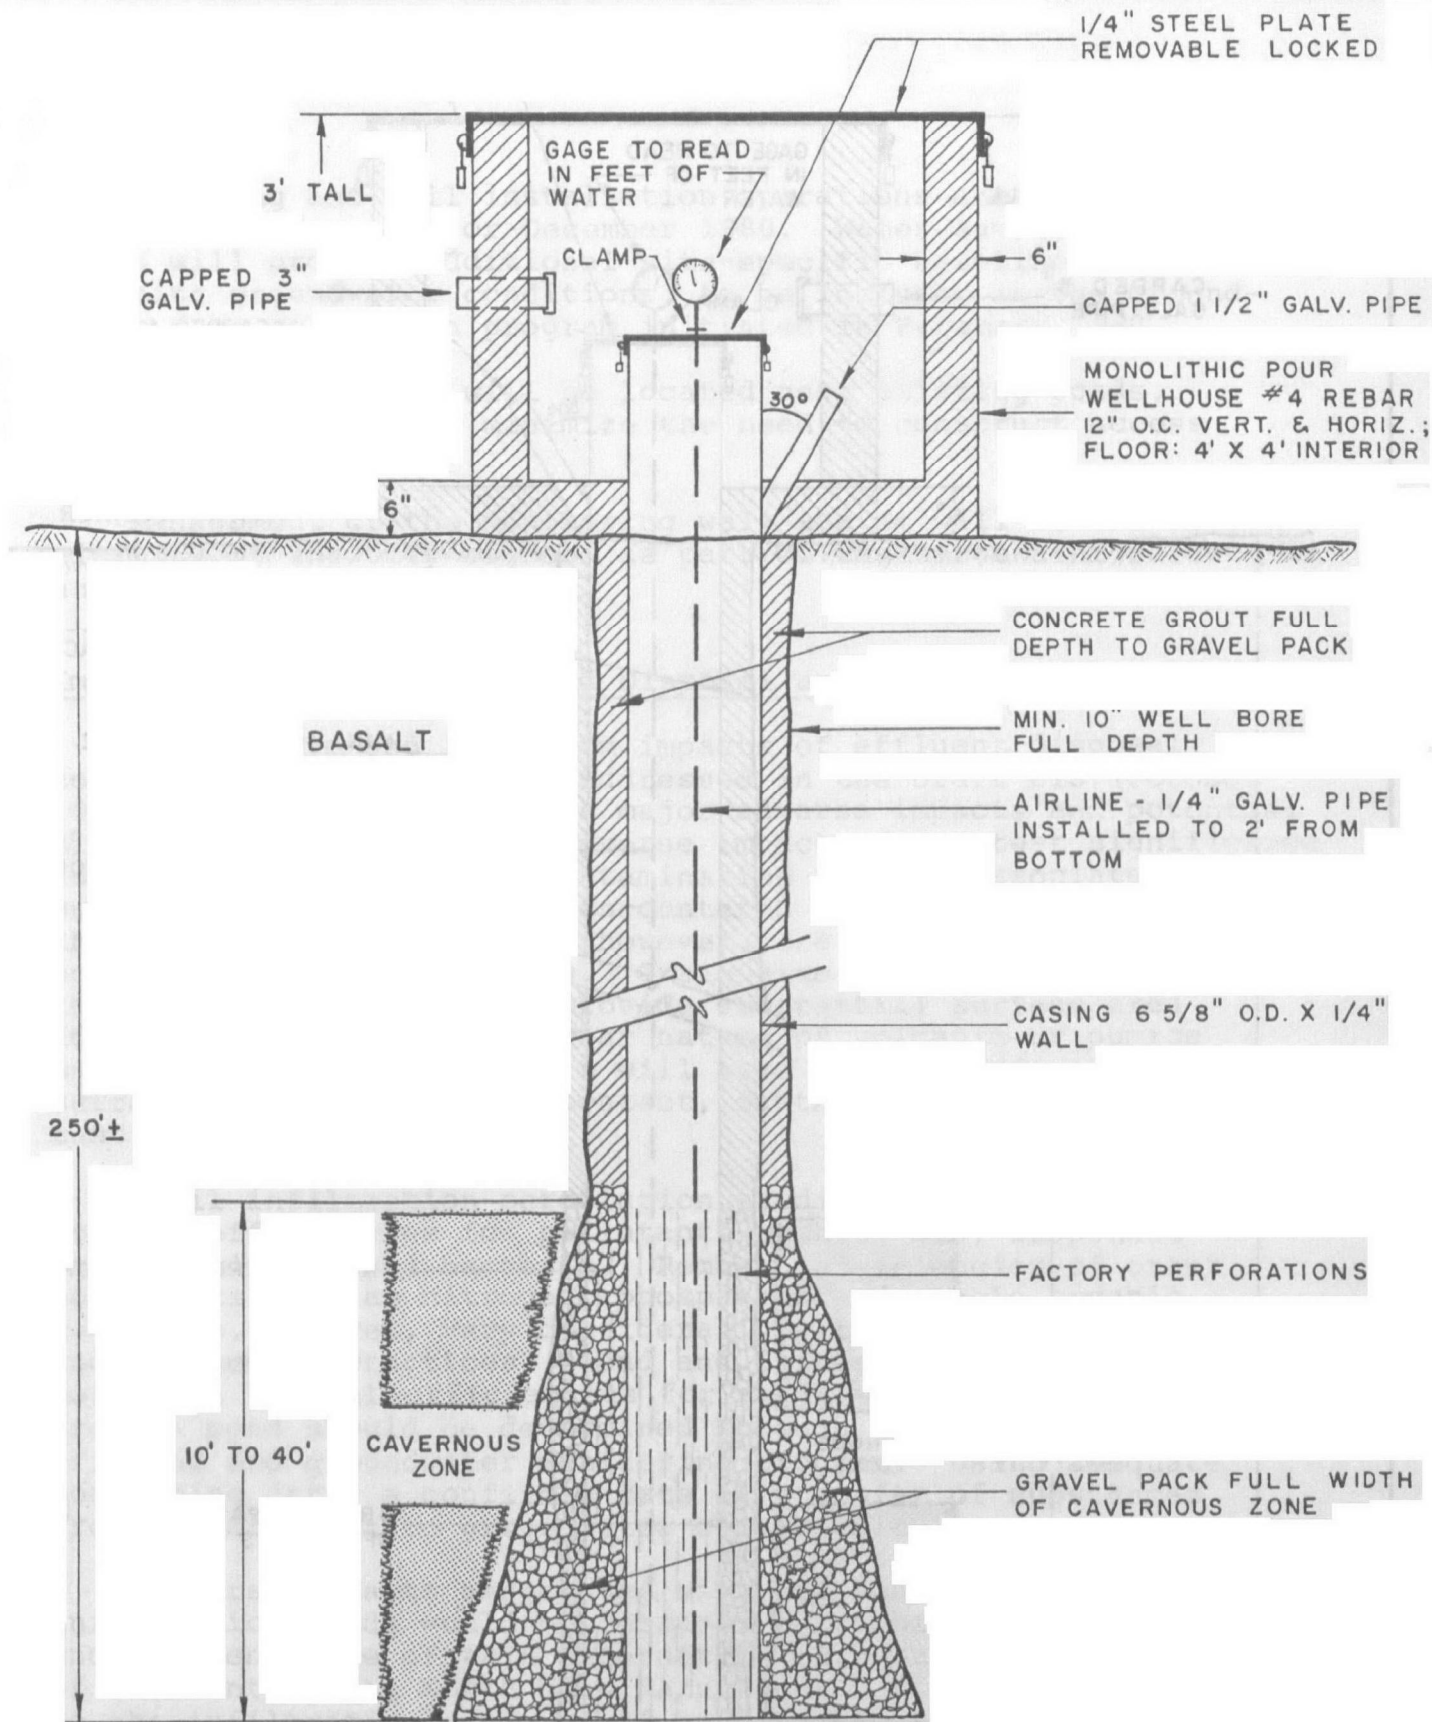 1/4" STEEL PLATE
REMOVABLE LOCKED
GAGE TO READ
IN FEET OF
WATER
3' TALL
CLAMP
6"
CAPPED 3"
GALV. PIPE
CAPPED 1 1/2" GALV. PIPE
30°
MONOLITHIC POUR
WELLHOUSE #4 REBAR
12" O.C. VERT. & HORIZ.;
FLOOR: 4' X 4' INTERIOR
6"
CONCRETE GROUT FULL
DEPTH TO GRAVEL PACK
BASALT
MIN. 10" WELL BORE
FULL DEPTH
AIRLINE - 1/4" GALV. PIPE
INSTALLED TO 2' FROM
BOTTOM
CASING 6 5/8" O.D. X 1/4"
WALL
250'±
FACTORY PERFORATIONS
10' TO 40'
CAVERNOUS
ZONE
GRAVEL PACK FULL WIDTH
OF CAVERNOUS ZONE